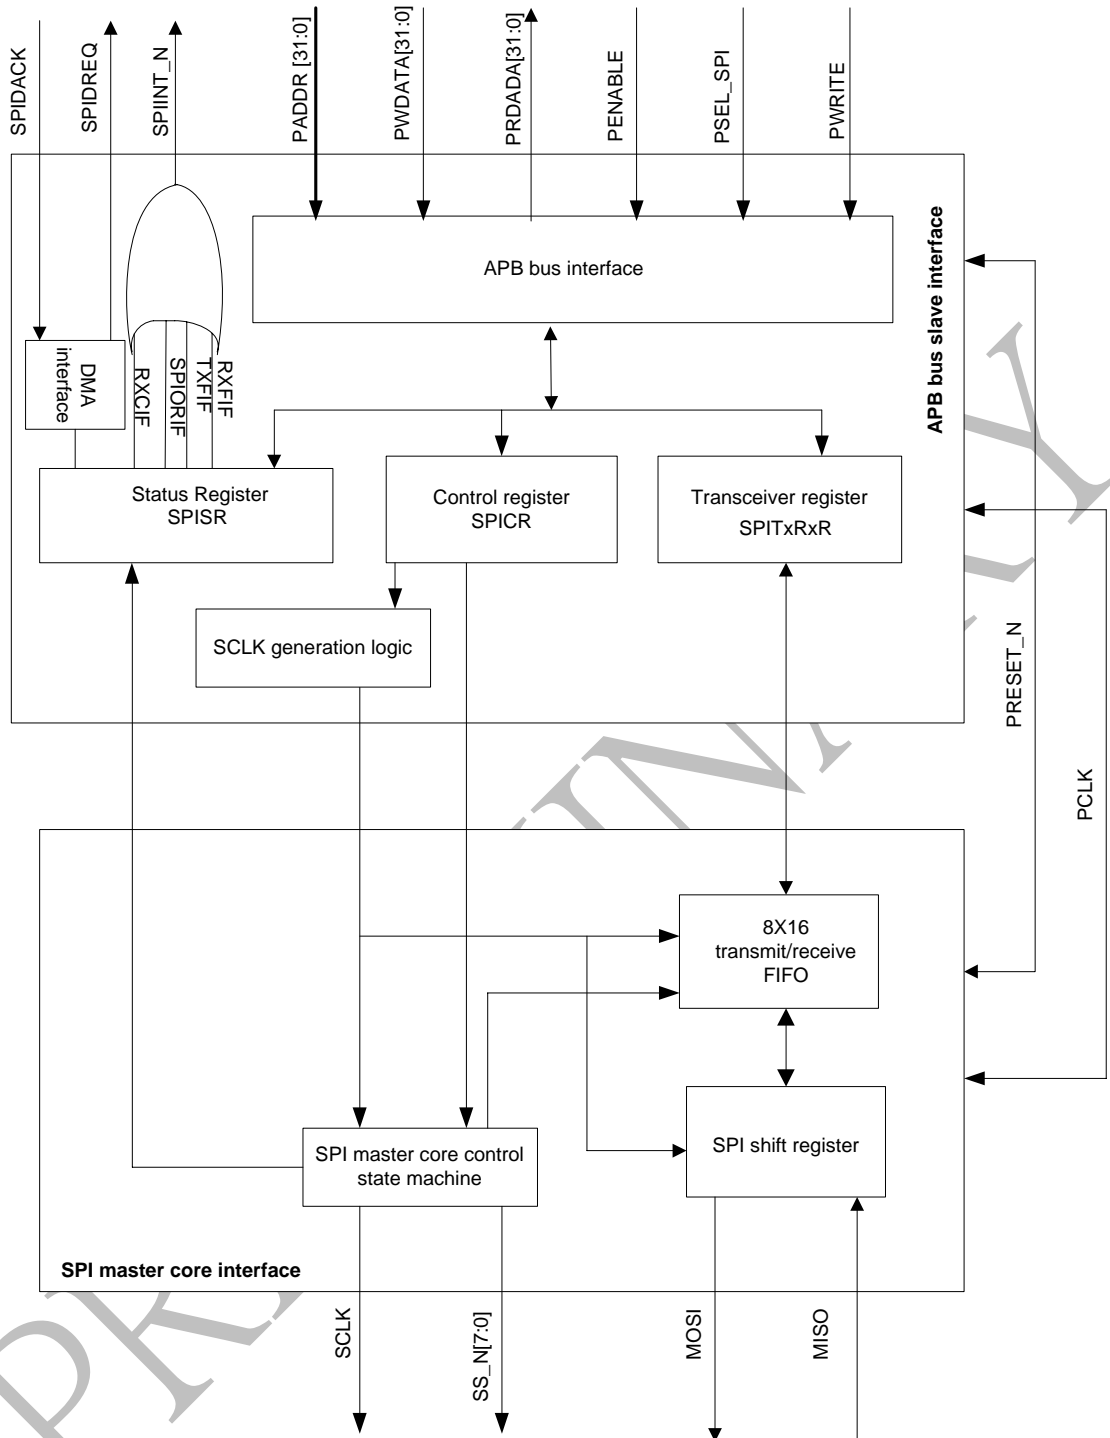 SPIDACK
SPIDREQ
SPIINT_N
PADDR [31:0]
PWDATA[31:0]
PRDADA[31:0]
PENABLE
PSEL_SPI
PWRITE
APB bus interface
APB bus slave interface
DMA
interface
RXCIF
SPIORIF
TXFIF
RXFIF
Status Register
SPISR
Control register
SPICR
Transceiver register
SPITxRxR
SCLK generation logic
PRESET_N
PCLK
8X16
transmit/receive
FIFO
SPI master core control
state machine
SPI shift register
SPI master core interface
SCLK
SS_N[7:0]
MOSI
MISO
PRELIMINARY